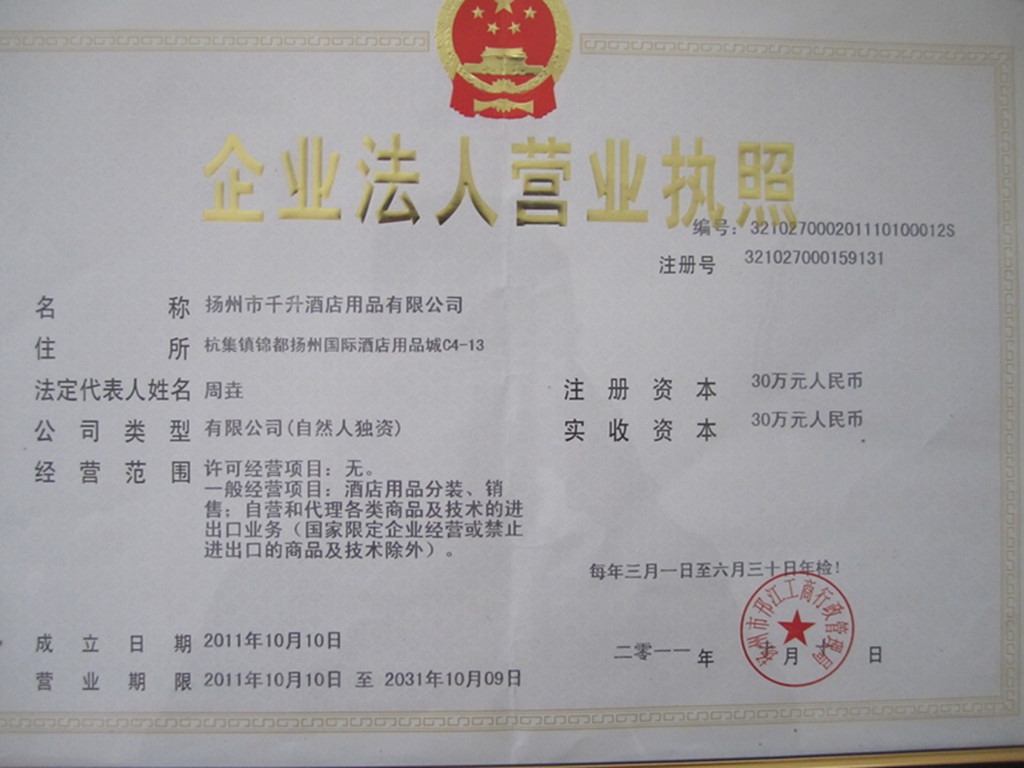 企业法人营业执照
编号：321027000201110100012S
注册号 321027000159131
名称 扬州市千升酒店用品有限公司
住所 杭集镇锦都扬州国际酒店用品城C4-13
法定代表人姓名 周垚
注册资本 30万元人民币
公司类型 有限公司(自然人独资)
实收资本 30万元人民币
经营范围 许可经营项目：无。
一般经营项目：酒店用品分装、销
售；自营和代理各类商品及技术的进
出口业务（国家限定企业经营或禁止
进出口的商品及技术除外）。
每年三月一日至六月三十日年检！
扬州市邗江工商行政管理局
成立日期 2011年10月10日
二零一一年 十月 日
营业期限 2011年10月10日 至 2031年10月09日